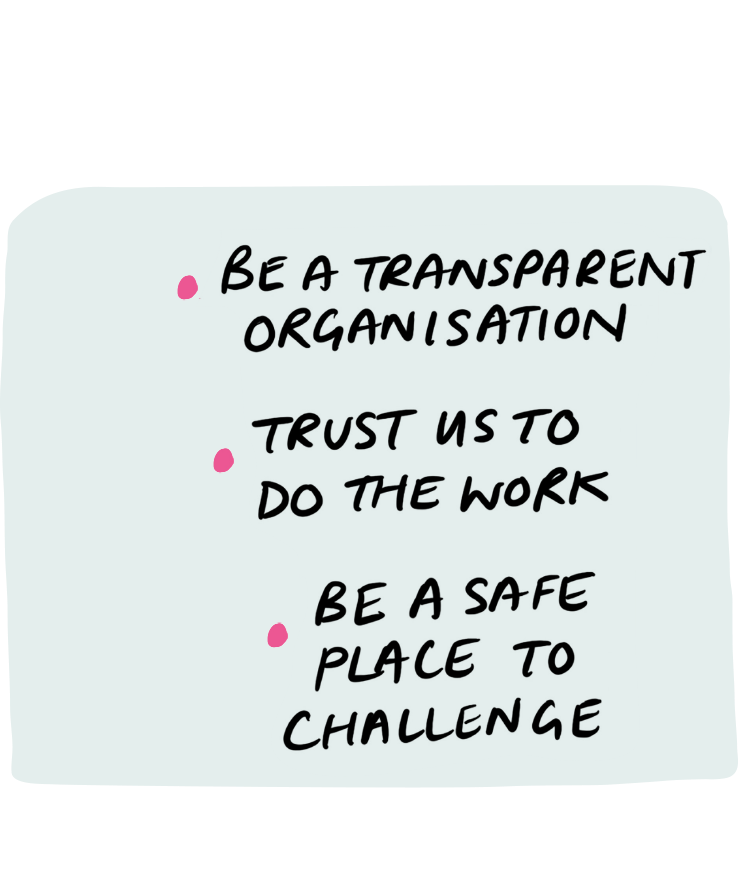 BE A TRANSPARENT
ORGANISATION
TRUST US TO
DO THE WORK
BE A SAFE
PLACE TO
CHALLENGE